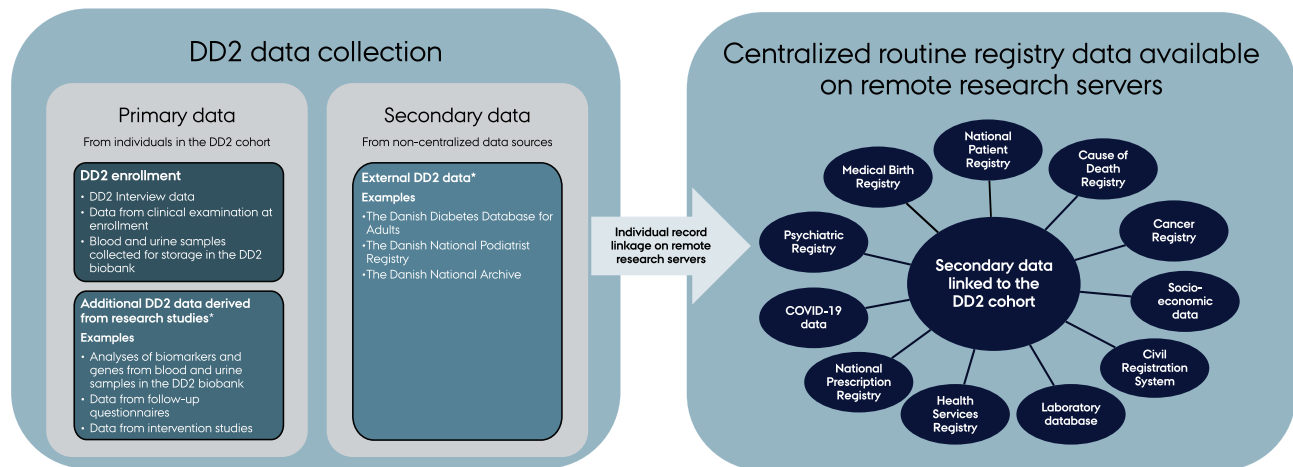 DD2 data collection
Primary data
From individuals in the DD2 cohort
DD2 enrollment
• DD2 Interview data
• Data from clinical examination at
enrollment
• Blood and urine samples
collected for storage in the DD2
biobank
Additional DD2 data derived
from research studies*
Examples
• Analyses of biomarkers and
genes from blood and urine
samples in the DD2 biobank
• Data from follow-up
questionnaires
• Data from intervention studies
Secondary data
From non-centralized data sources
External DD2 data*
Examples
•The Danish Diabetes Database for
Adults
•The Danish National Podiatrist
Registry
•The Danish National Archive
Individual record
linkage on remote
research servers
Centralized routine registry data available
on remote research servers
National
Patient
Registry
Cause of
Death
Registry
Cancer
Registry
Socio-
economic
data
Civil
Registration
System
Laboratory
database
Health
Services
Registry
National
Prescription
Registry
COVID-19
data
Psychiatric
Registry
Medical Birth
Registry
Secondary data
linked to the
DD2 cohort